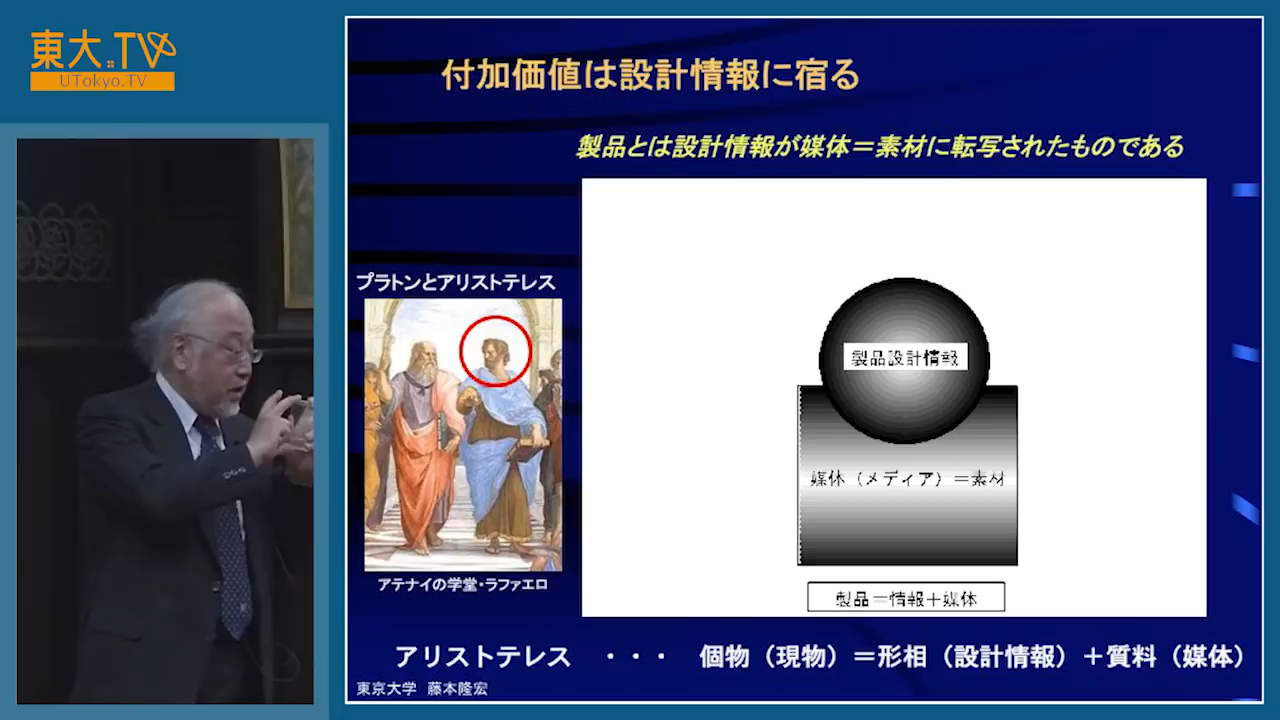 東大.TV
UTokyo.TV
付加価値は設計情報に宿る
製品とは設計情報が媒体＝素材に転写されたものである
プラトンとアリストテレス
製品設計情報
媒体（メディア）＝素材
アテナイの学堂・ラファエロ
製品＝情報＋媒体
アリストテレス　・・・　個物（現物）＝形相（設計情報）＋質料（媒体）
東京大学　藤本隆宏